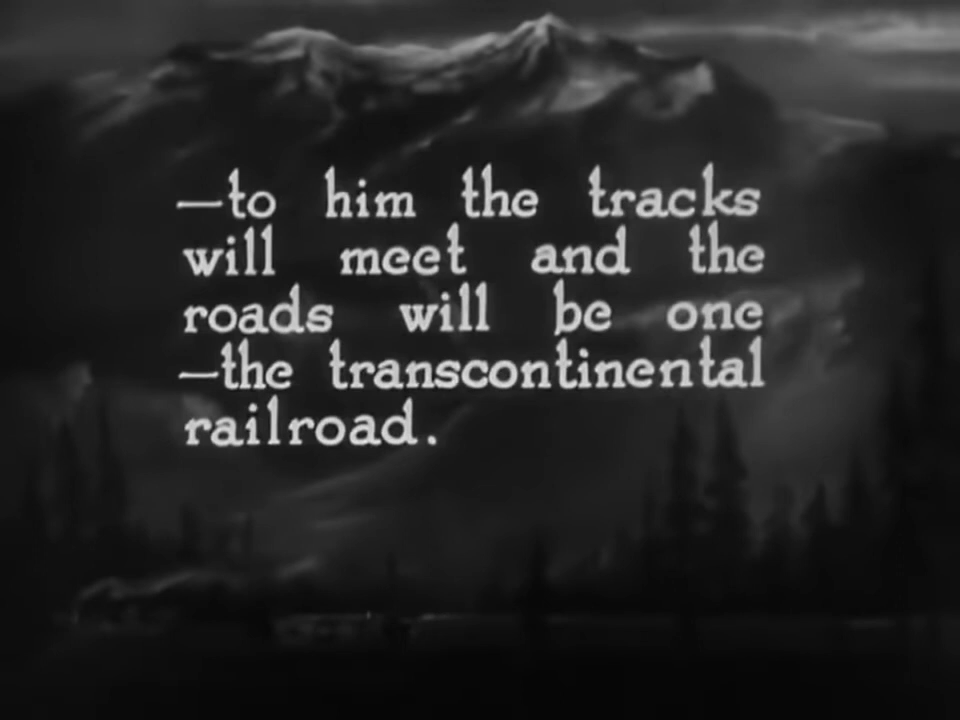 —to him the tracks
will meet and the
roads will be one
—the transcontinental
railroad.